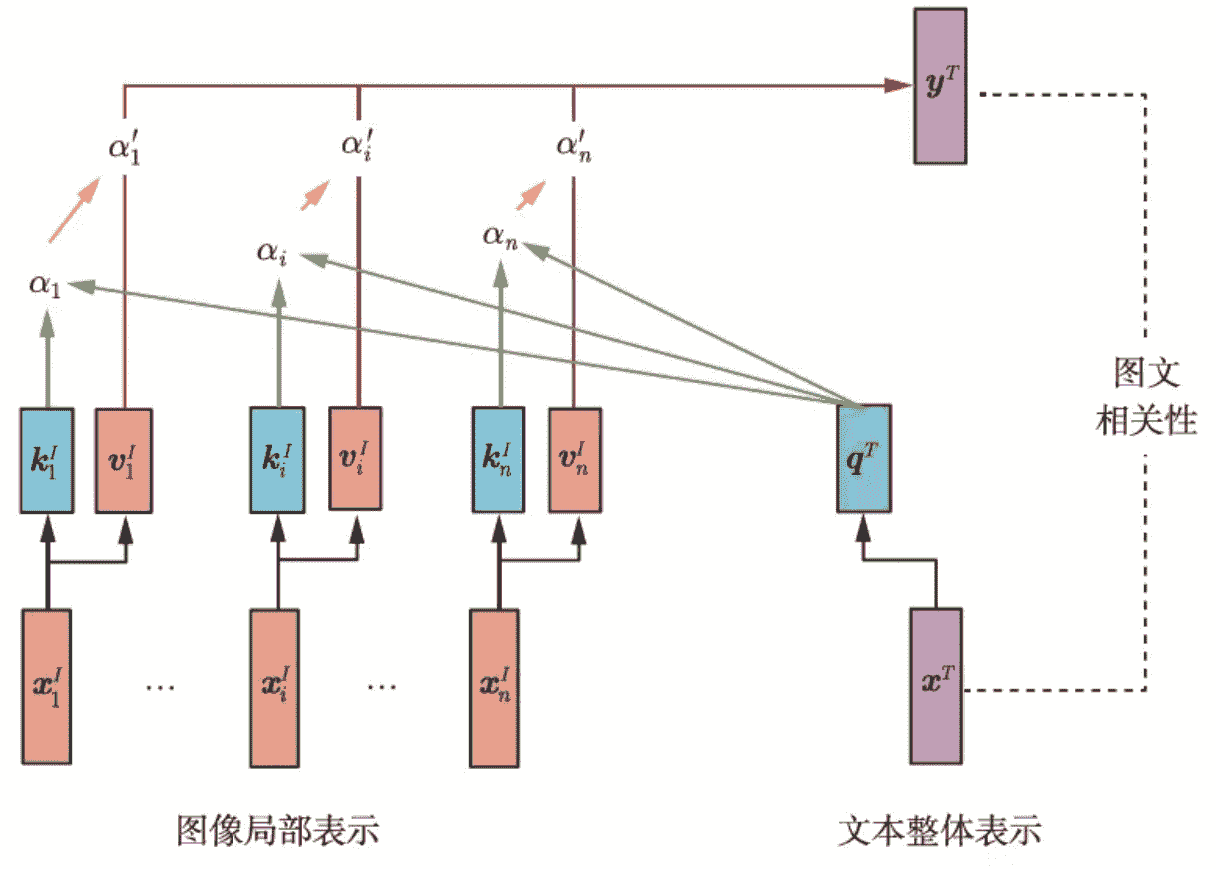 y^T
α′_1 α′_i α′_n
α_1 α_i α_n
图文
相关性
k^I_1 v^I_1 k^I_i v^I_i k^I_n v^I_n q^T
x^I_1 ... x^I_i ... x^I_n x^T
图像局部表示 文本整体表示